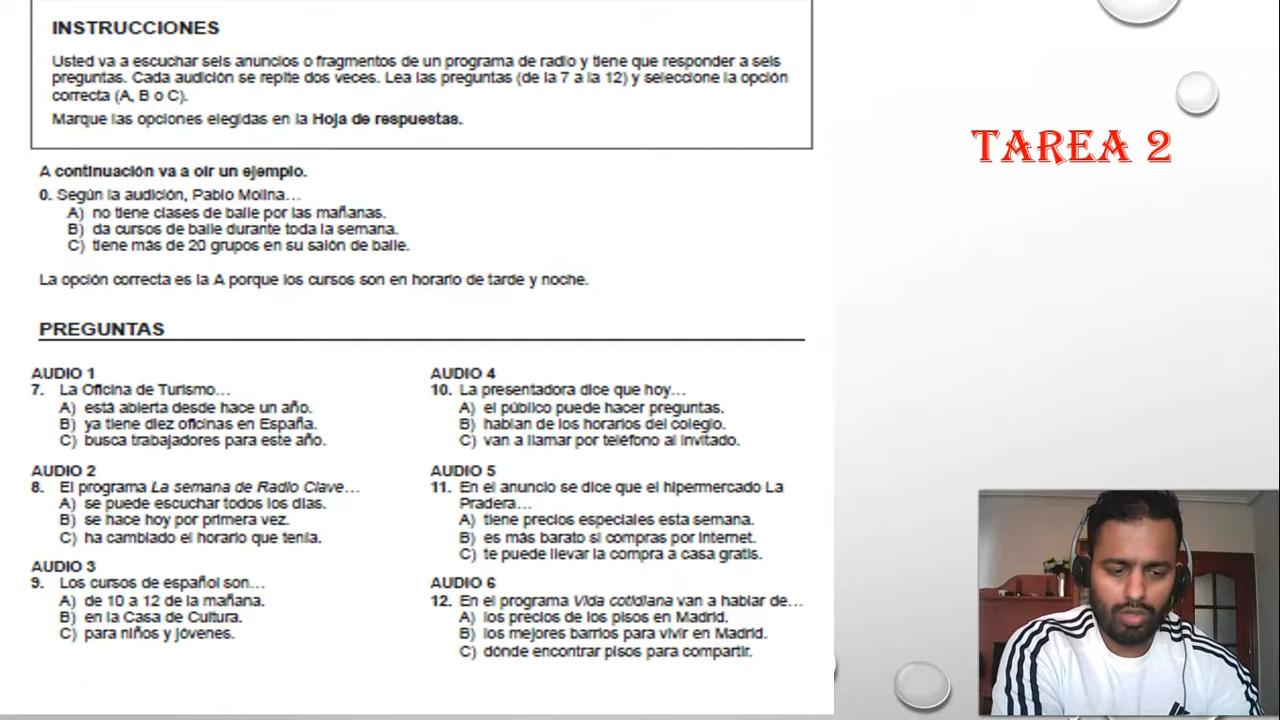 INSTRUCCIONES
Usted va a escuchar seis anuncios o fragmentos de un programa de radio y tiene que responder a seis
preguntas. Cada audición se repite dos veces. Lea las preguntas (de la 7 a la 12) y seleccione la opción
correcta (A, B o C).
Marque las opciones elegidas en la Hoja de respuestas.
TAREA 2
A continuación va a oír un ejemplo.
0. Según la audición, Pablo Molina…
A) no tiene clases de baile por las mañanas.
B) da cursos de baile durante toda la semana.
C) tiene más de 20 grupos en su salón de baile.
La opción correcta es la A porque los cursos son en horario de tarde y noche.
PREGUNTAS
AUDIO 1
7. La Oficina de Turismo…
A) está abierta desde hace un año.
B) ya tiene diez oficinas en España.
C) busca trabajadores para este año.
AUDIO 2
8. El programa La semana de Radio Clave…
A) se puede escuchar todos los días.
B) se hace hoy por primera vez.
C) ha cambiado el horario que tenía.
AUDIO 3
9. Los cursos de español son…
A) de 10 a 12 de la mañana.
B) en la Casa de Cultura.
C) para niños y jóvenes.
AUDIO 4
10. La presentadora dice que hoy…
A) el público puede hacer preguntas.
B) hablan de los horarios del colegio.
C) van a llamar por teléfono al invitado.
AUDIO 5
11. En el anuncio se dice que el hipermercado La
Pradera…
A) tiene precios especiales esta semana.
B) es más barato si compras por Internet.
C) te puede llevar la compra a casa gratis.
AUDIO 6
12. En el programa Vida cotidiana van a hablar de…
A) los precios de los pisos en Madrid.
B) los mejores barrios para vivir en Madrid.
C) dónde encontrar pisos para compartir.